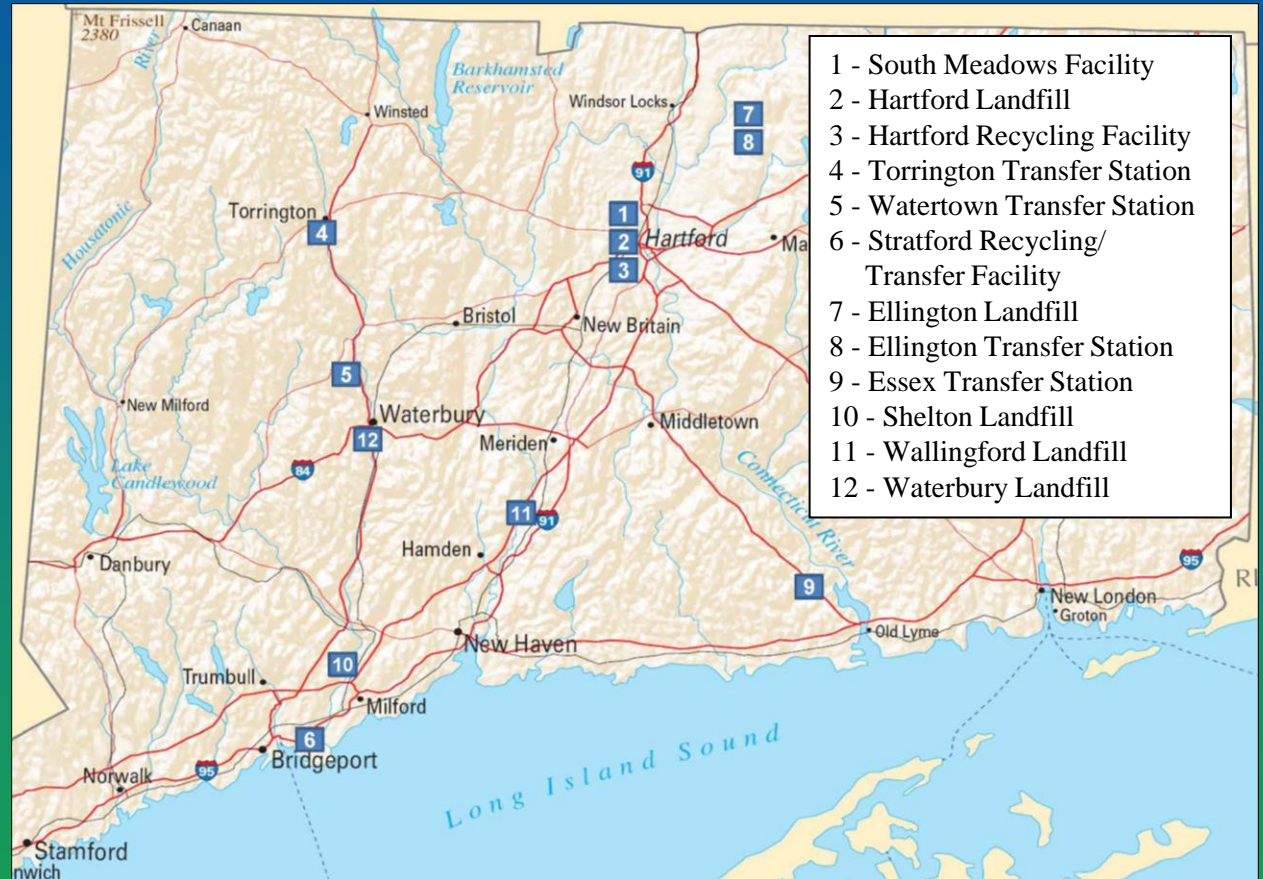 Mt Frissell
2380
Canaan
River
Barkhamsted
Reservoir
Windsor Locks
Winsted
7
8
91
Housatonic
Torrington
4
1
2
Hartford
3
Ma
Bristol
New Britain
5
New Milford
Waterbury
12
Middletown
Meriden
84
Lake
Candlewood
Connecticut
River
11
91
Hamden
Danbury
9
95
RI
New London
Groton
Old Lyme
New Haven
10
Trumbull
Milford
6
Bridgeport
95
Norwalk
Long Island Sound
Stamford
nwich
1 - South Meadows Facility
2 - Hartford Landfill
3 - Hartford Recycling Facility
4 - Torrington Transfer Station
5 - Watertown Transfer Station
6 - Stratford Recycling/
Transfer Facility
7 - Ellington Landfill
8 - Ellington Transfer Station
9 - Essex Transfer Station
10 - Shelton Landfill
11 - Wallingford Landfill
12 - Waterbury Landfill